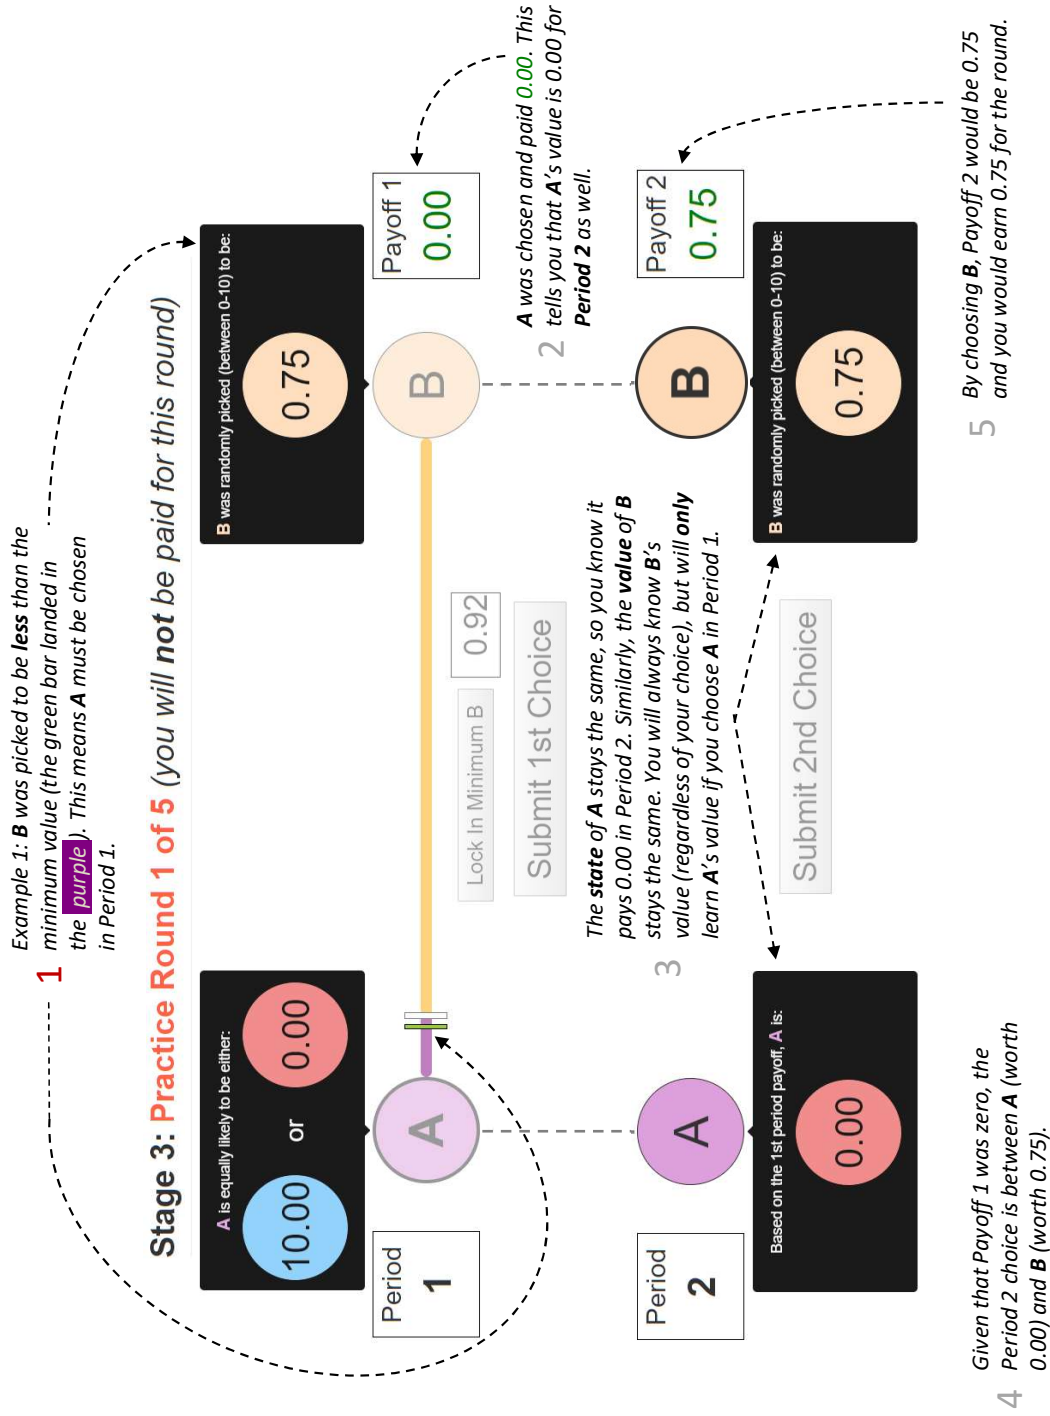 1
Example 1: B was picked to be less than the
minimum value (the green bar landed in
the purple ). This means A must be chosen
in Period 1.
Stage 3: Practice Round 1 of 5 (you will not be paid for this round)
A is equally likely to be either:
10.00 or 0.00
B was randomly picked (between 0-10) to be:
0.75
Period
1
A
B
Payoff 1
0.00
Lock In Minimum B
0.92
Submit 1st Choice
2
A was chosen and paid 0.00. This
tells you that A's value is 0.00 for
Period 2 as well.
3
The state of A stays the same, so you know it
pays 0.00 in Period 2. Similarly, the value of B
stays the same. You will always know B's
value (regardless of your choice), but will only
learn A's value if you choose A in Period 1.
Period
2
A
B
Payoff 2
0.75
Based on the 1st period payoff, A is:
0.00
Submit 2nd Choice
B was randomly picked (between 0-10) to be:
0.75
4
Given that Payoff 1 was zero, the
Period 2 choice is between A (worth
0.00) and B (worth 0.75).
5
By choosing B, Payoff 2 would be 0.75
and you would earn 0.75 for the round.